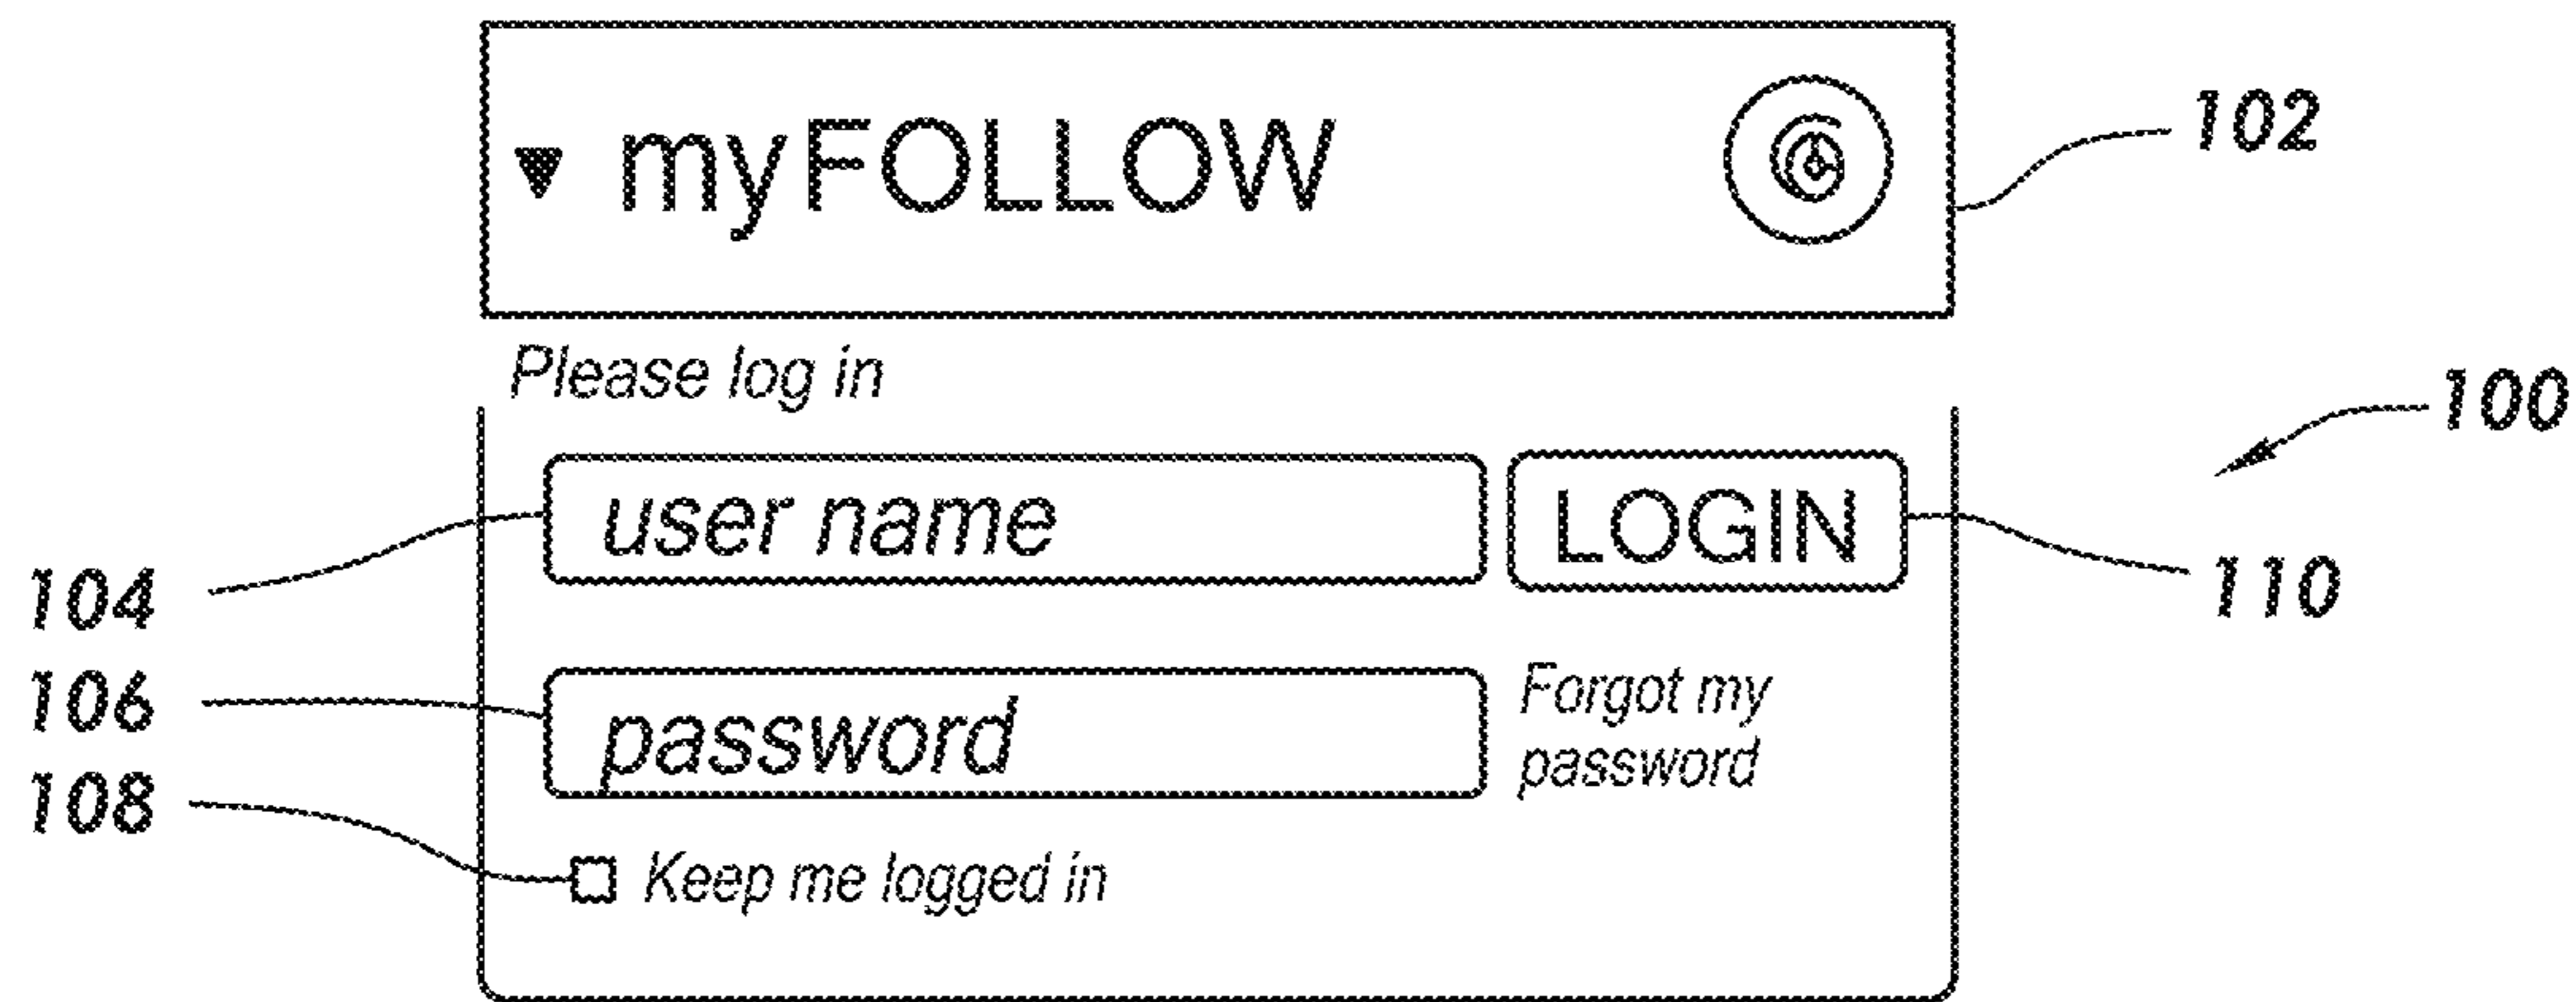 myFOLLOW
102
Please log in
100
user name
LOGIN
104
110
106
password
Forgot my
password
108
Keep me logged in